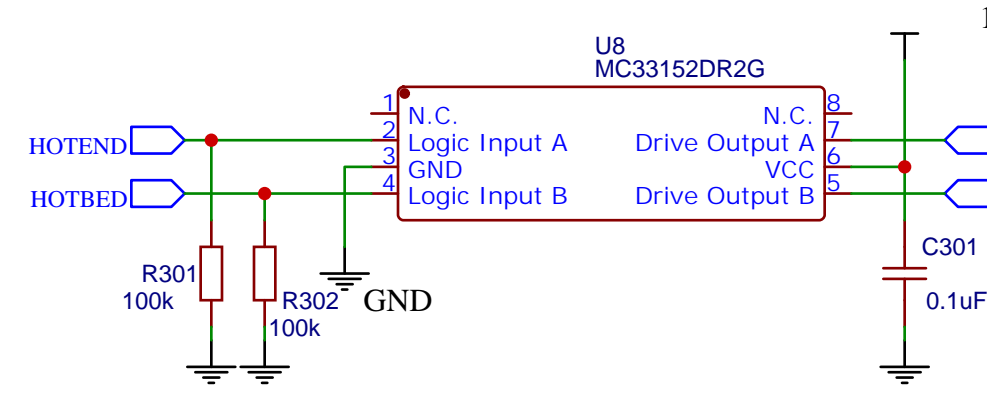 1
U8
MC33152DR2G
1 N.C. N.C. 8
HOTEND 2 Logic Input A Drive Output A 7
3 GND VCC 6
HOTBED 4 Logic Input B Drive Output B 5
C301
0.1uF
R301
100k
R302
100k
GND